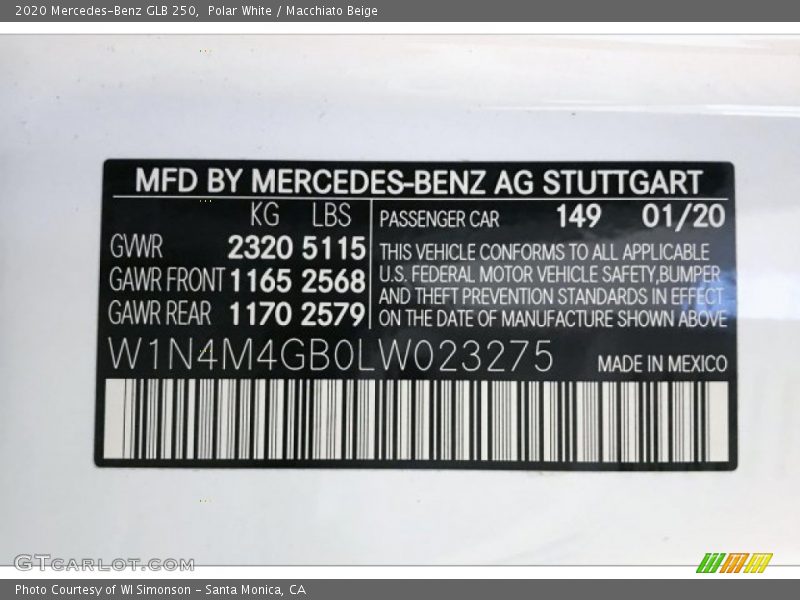 2020 Mercedes-Benz GLB 250, Polar White / Macchiato Beige
MFD BY MERCEDES-BENZ AG STUTTGART
KG LBS
GVWR 2320 5115
GAWR FRONT 1165 2568
GAWR REAR 1170 2579
PASSENGER CAR 149 01/20
THIS VEHICLE CONFORMS TO ALL APPLICABLE
U.S. FEDERAL MOTOR VEHICLE SAFETY,BUMPER
AND THEFT PREVENTION STANDARDS IN EFFECT
ON THE DATE OF MANUFACTURE SHOWN ABOVE
W1N4M4GB0LW023275 MADE IN MEXICO
GTCARLOT.COM
Photo Courtesy of WI Simonson - Santa Monica, CA